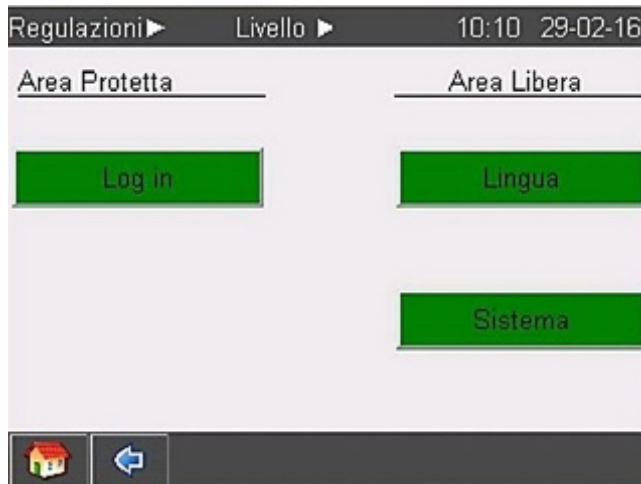 Regulazioni▶ Livello ▶ 10:10 29-02-16
Area Protetta Area Libera
Log in Lingua
Sistema